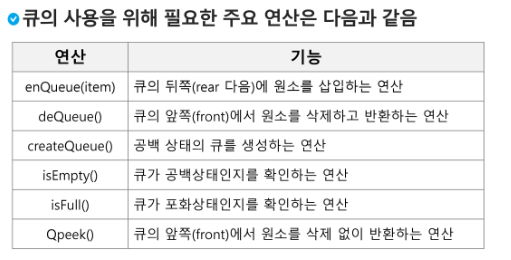 큐의 사용을 위해 필요한 주요 연산은 다음과 같음
연산 기능
enQueue(item) 큐의 뒤쪽(rear 다음)에 원소를 삽입하는 연산
deQueue() 큐의 앞쪽(front)에서 원소를 삭제하고 반환하는 연산
createQueue() 공백 상태의 큐를 생성하는 연산
isEmpty() 큐가 공백상태인지를 확인하는 연산
isFull() 큐가 포화상태인지를 확인하는 연산
Qpeek() 큐의 앞쪽(front)에서 원소를 삭제 없이 반환하는 연산